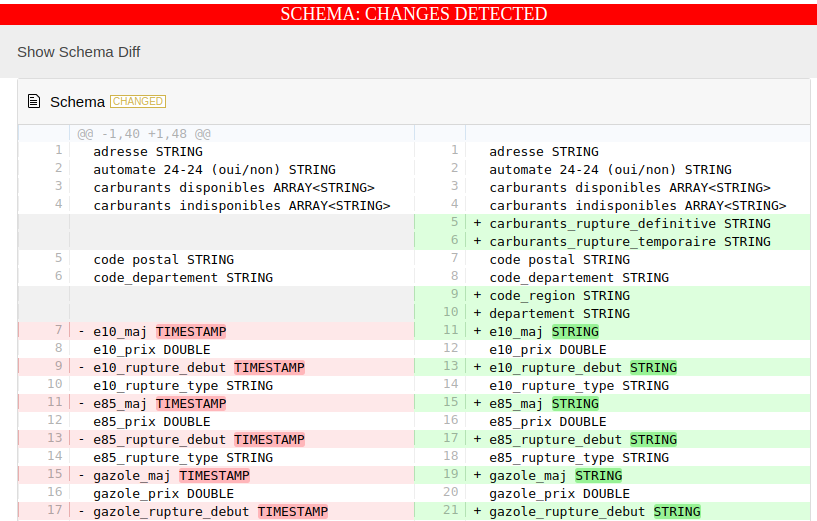 SCHEMA: CHANGES DETECTED
Show Schema Diff
Schema CHANGED
@@ -1,40 +1,48 @@
1 adresse STRING 1 adresse STRING
2 automate 24-24 (oui/non) STRING 2 automate 24-24 (oui/non) STRING
3 carburants disponibles ARRAY<STRING> 3 carburants disponibles ARRAY<STRING>
4 carburants indisponibles ARRAY<STRING> 4 carburants indisponibles ARRAY<STRING>
5 + carburants_rupture_definitive STRING
6 + carburants_rupture_temporaire STRING
5 code postal STRING 7 code postal STRING
6 code_departement STRING 8 code_departement STRING
9 + code_region STRING
10 + departement STRING
7 - e10_maj TIMESTAMP 11 + e10_maj STRING
8 e10_prix DOUBLE 12 e10_prix DOUBLE
9 - e10_rupture_debut TIMESTAMP 13 + e10_rupture_debut STRING
10 e10_rupture_type STRING 14 e10_rupture_type STRING
11 - e85_maj TIMESTAMP 15 + e85_maj STRING
12 e85_prix DOUBLE 16 e85_prix DOUBLE
13 - e85_rupture_debut TIMESTAMP 17 + e85_rupture_debut STRING
14 e85_rupture_type STRING 18 e85_rupture_type STRING
15 - gazole_maj TIMESTAMP 19 + gazole_maj STRING
16 gazole_prix DOUBLE 20 gazole_prix DOUBLE
17 - gazole_rupture_debut TIMESTAMP 21 + gazole_rupture_debut STRING